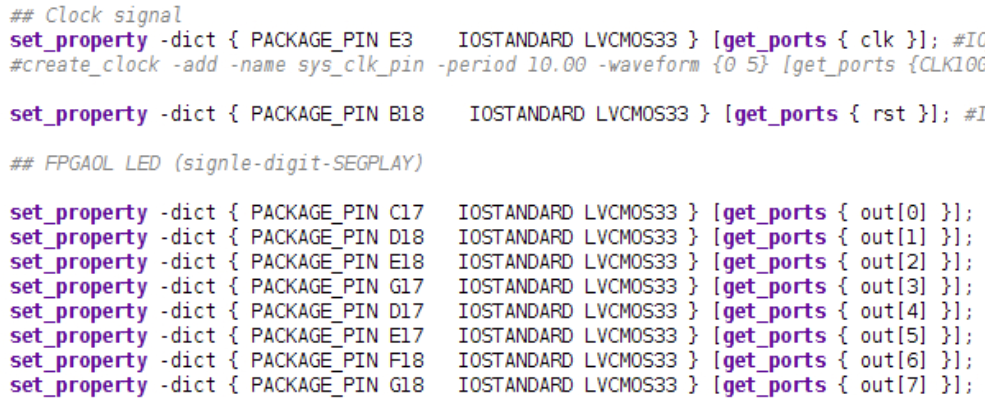 ## Clock signal
set_property -dict { PACKAGE_PIN E3 IOSTANDARD LVCMOS33 } [get_ports { clk }]; #IO
#create_clock -add -name sys_clk_pin -period 10.00 -waveform {0 5} [get_ports {CLK100
set_property -dict { PACKAGE_PIN B18 IOSTANDARD LVCMOS33 } [get_ports { rst }]; #I
## FPGAOL LED (signle-digit-SEGPLAY)
set_property -dict { PACKAGE_PIN C17 IOSTANDARD LVCMOS33 } [get_ports { out[0] }];
set_property -dict { PACKAGE_PIN D18 IOSTANDARD LVCMOS33 } [get_ports { out[1] }];
set_property -dict { PACKAGE_PIN E18 IOSTANDARD LVCMOS33 } [get_ports { out[2] }];
set_property -dict { PACKAGE_PIN G17 IOSTANDARD LVCMOS33 } [get_ports { out[3] }];
set_property -dict { PACKAGE_PIN D17 IOSTANDARD LVCMOS33 } [get_ports { out[4] }];
set_property -dict { PACKAGE_PIN E17 IOSTANDARD LVCMOS33 } [get_ports { out[5] }];
set_property -dict { PACKAGE_PIN F18 IOSTANDARD LVCMOS33 } [get_ports { out[6] }];
set_property -dict { PACKAGE_PIN G18 IOSTANDARD LVCMOS33 } [get_ports { out[7] }];